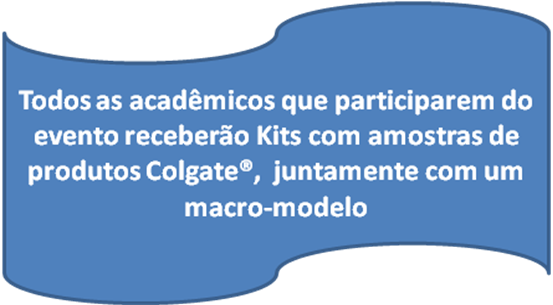 Todos as acadêmicos que participarem do
evento receberão Kits com amostras de
produtos Colgate®, juntamente com um
macro-modelo